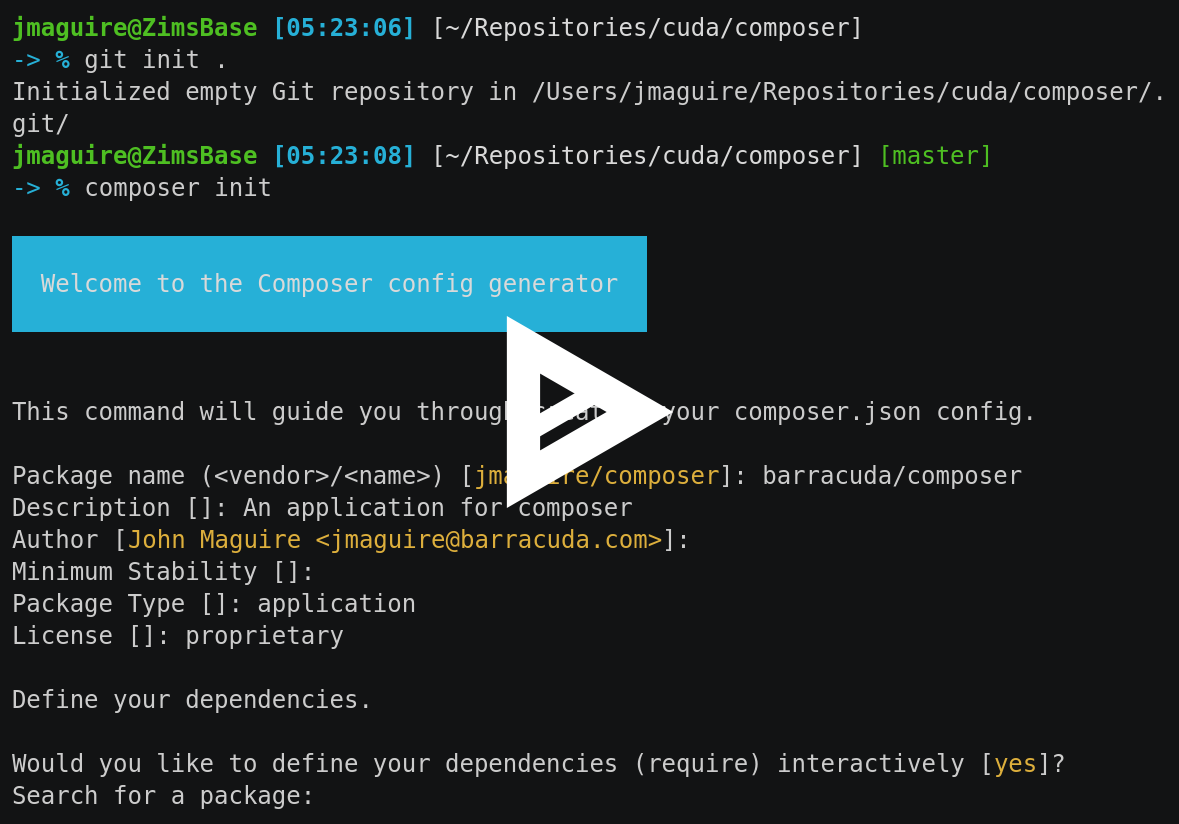 jmaguire@ZimsBase [05:23:06] [~/Repositories/cuda/composer]
-> % git init .
Initialized empty Git repository in /Users/jmaguire/Repositories/cuda/composer/.
git/
jmaguire@ZimsBase [05:23:08] [~/Repositories/cuda/composer] [master]
-> % composer init
Welcome to the Composer config generator
This command will guide you through your composer.json config.
Package name (<vendor>/<name>) [jmaguire/composer]: barracuda/composer
Description []: An application for composer
Author [John Maguire <jmaguire@barracuda.com>]:
Minimum Stability []:
Package Type []: application
License []: proprietary
Define your dependencies.
Would you like to define your dependencies (require) interactively [yes]?
Search for a package: